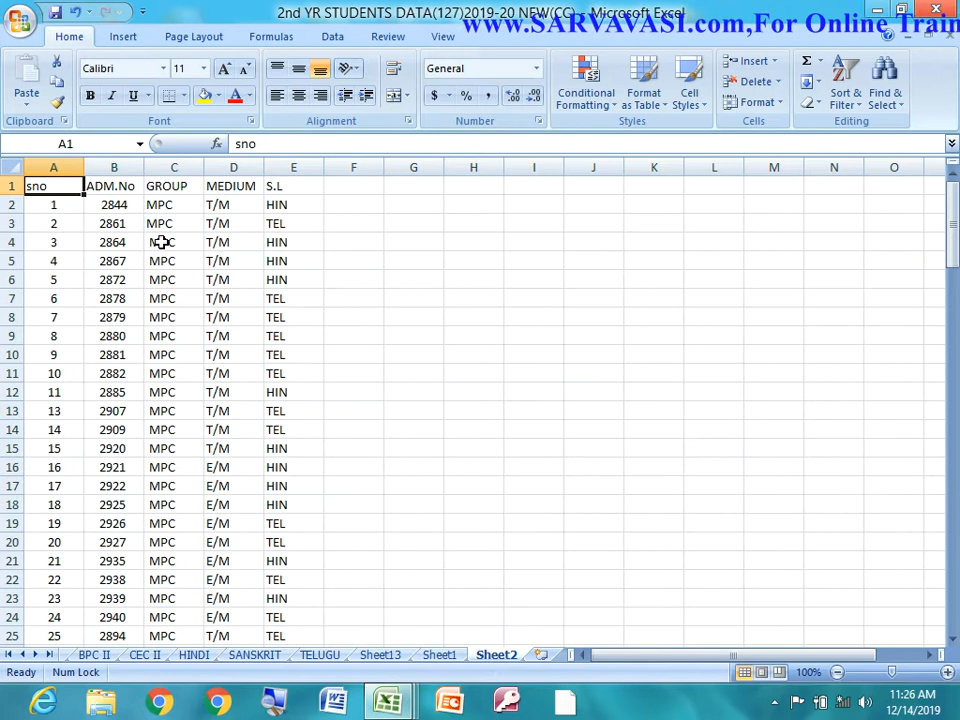 2nd YR STUDENTS DATA(127)2019-20 NEW(CC) - Microsoft Excel
www.SARVAVASI.com,For Online Train
Home Insert Page Layout Formulas Data Review View
Paste
Calibri 11
B I U
General
$ % ,
Conditional Formatting
Format as Table
Cell Styles
Insert
Delete
Format
Sort & Filter
Find & Select
Clipboard Font Alignment Number Styles Cells Editing
A1 fx sno
A B C D E F G H I J K L M N O
1 sno ADM.No GROUP MEDIUM S.L
2 1 2844 MPC T/M HIN
3 2 2861 MPC T/M TEL
4 3 2864 MPC T/M HIN
5 4 2867 MPC T/M HIN
6 5 2872 MPC T/M HIN
7 6 2878 MPC T/M TEL
8 7 2879 MPC T/M TEL
9 8 2880 MPC T/M TEL
10 9 2881 MPC T/M TEL
11 10 2882 MPC T/M TEL
12 11 2885 MPC T/M HIN
13 13 2907 MPC T/M TEL
14 14 2909 MPC T/M TEL
15 15 2920 MPC T/M HIN
16 16 2921 MPC E/M HIN
17 17 2922 MPC E/M HIN
18 18 2925 MPC E/M HIN
19 19 2926 MPC E/M TEL
20 20 2927 MPC E/M TEL
21 21 2935 MPC E/M HIN
22 22 2938 MPC E/M TEL
23 23 2939 MPC E/M HIN
24 24 2940 MPC E/M TEL
25 25 2894 MPC T/M TEL
BPC II CEC II HINDI SANSKRIT TELUGU Sheet13 Sheet1 Sheet2
Ready Num Lock 100%
11:26 AM
12/14/2019